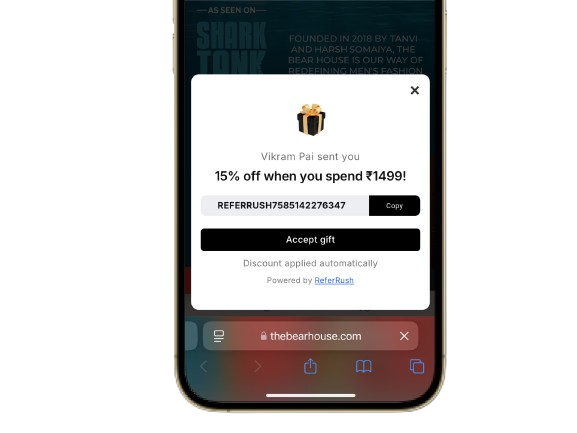 AS SEEN ON
SHARK
TANK
FOUNDED IN 2018 BY TANVI
AND HARSH SOMAIYA, THE
BEAR HOUSE IS OUR WAY OF
REDEFINING MEN'S FASHION
Vikram Pai sent you
15% off when you spend ₹1499!
REFERRUSH7585142276347
Copy
Accept gift
Discount applied automatically
Powered by ReferRush
thebearhouse.com